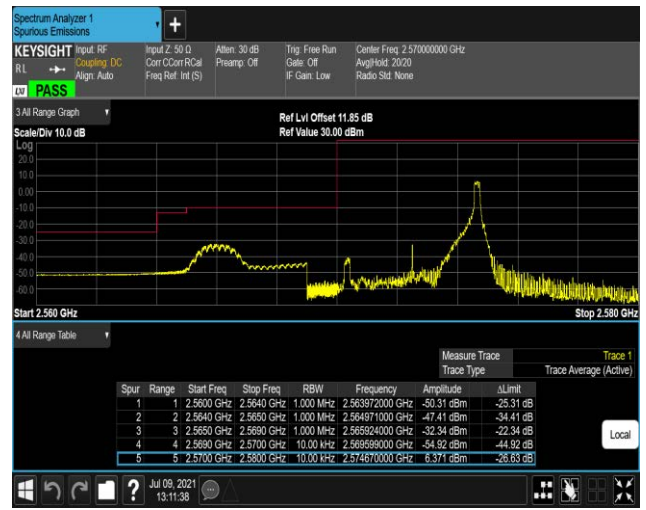 Spectrum Analyzer 1
Spurious Emissions
+
KEYSIGHT Input: RF Input Z: 50 Ω Atten: 30 dB Trig: Free Run Center Freq: 2.570000000 GHz
RL Coupling: DC Corr CCorr RCal Preamp: Off Gate: Off Avg|Hold: 20/20
Align: Auto Freq Ref: Int (S) IF Gain: Low Radio Std: None
LXI PASS
3 All Range Graph
Ref Lvl Offset 11.85 dB
Scale/Div 10.0 dB Ref Value 30.00 dBm
Log
20.0
10.0
0.00
-10.0
-20.0
-30.0
-40.0
-50.0
-60.0
Start 2.560 GHz Stop 2.580 GHz
4 All Range Table
Measure Trace Trace 1
Trace Type Trace Average (Active)
Spur Range Start Freq Stop Freq RBW Frequency Amplitude ΔLimit
1 1 2.5600 GHz 2.5640 GHz 1.000 MHz 2.563972000 GHz -50.31 dBm -25.31 dB
2 2 2.5640 GHz 2.5650 GHz 1.000 MHz 2.564971000 GHz -47.41 dBm -34.41 dB
3 3 2.5650 GHz 2.5690 GHz 1.000 MHz 2.565924000 GHz -32.34 dBm -22.34 dB
4 4 2.5690 GHz 2.5700 GHz 10.00 kHz 2.569599000 GHz -54.92 dBm -44.92 dB
5 5 2.5700 GHz 2.5800 GHz 10.00 kHz 2.574670000 GHz 6.371 dBm -26.63 dB
Local
? Jul 09, 2021
13:11:38